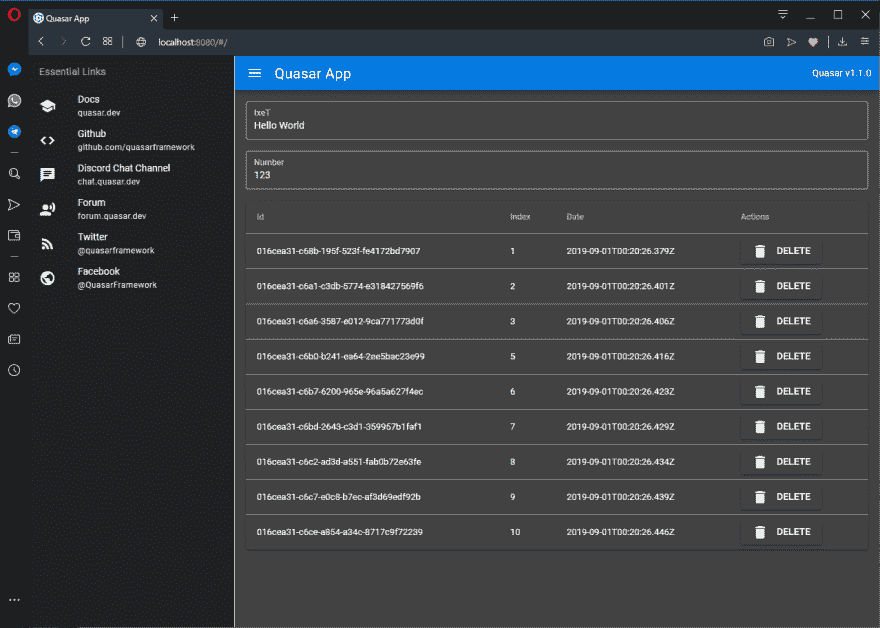 Quasar App
localhost:8080/#/
Essential Links
Docs
quasar.dev
Github
github.com/quasarframework
Discord Chat Channel
chat.quasar.dev
Forum
forum.quasar.dev
Twitter
@quasarframework
Facebook
@QuasarFramework
Quasar App Quasar v1.1.0
IxeT
Hello World
Number
123
Id Index Date Actions
016cea31-c68b-195f-523f-fe4172bd7907 1 2019-09-01T00:20:26.379Z DELETE
016cea31-c6a1-c3db-5774-e318427569f6 2 2019-09-01T00:20:26.401Z DELETE
016cea31-c6a6-3587-e012-9ca771773d0f 3 2019-09-01T00:20:26.406Z DELETE
016cea31-c6b0-b241-ea64-2ee5bac23e99 5 2019-09-01T00:20:26.416Z DELETE
016cea31-c6b7-6200-965e-96a5a627f4ec 6 2019-09-01T00:20:26.423Z DELETE
016cea31-c6bd-2643-c3d1-359957b1faf1 7 2019-09-01T00:20:26.429Z DELETE
016cea31-c6c2-ad3d-a551-fab0b72e63fe 8 2019-09-01T00:20:26.434Z DELETE
016cea31-c6c7-e0c8-b7ec-af3d69edf92b 9 2019-09-01T00:20:26.439Z DELETE
016cea31-c6ce-a854-a34c-8717c9f72239 10 2019-09-01T00:20:26.446Z DELETE